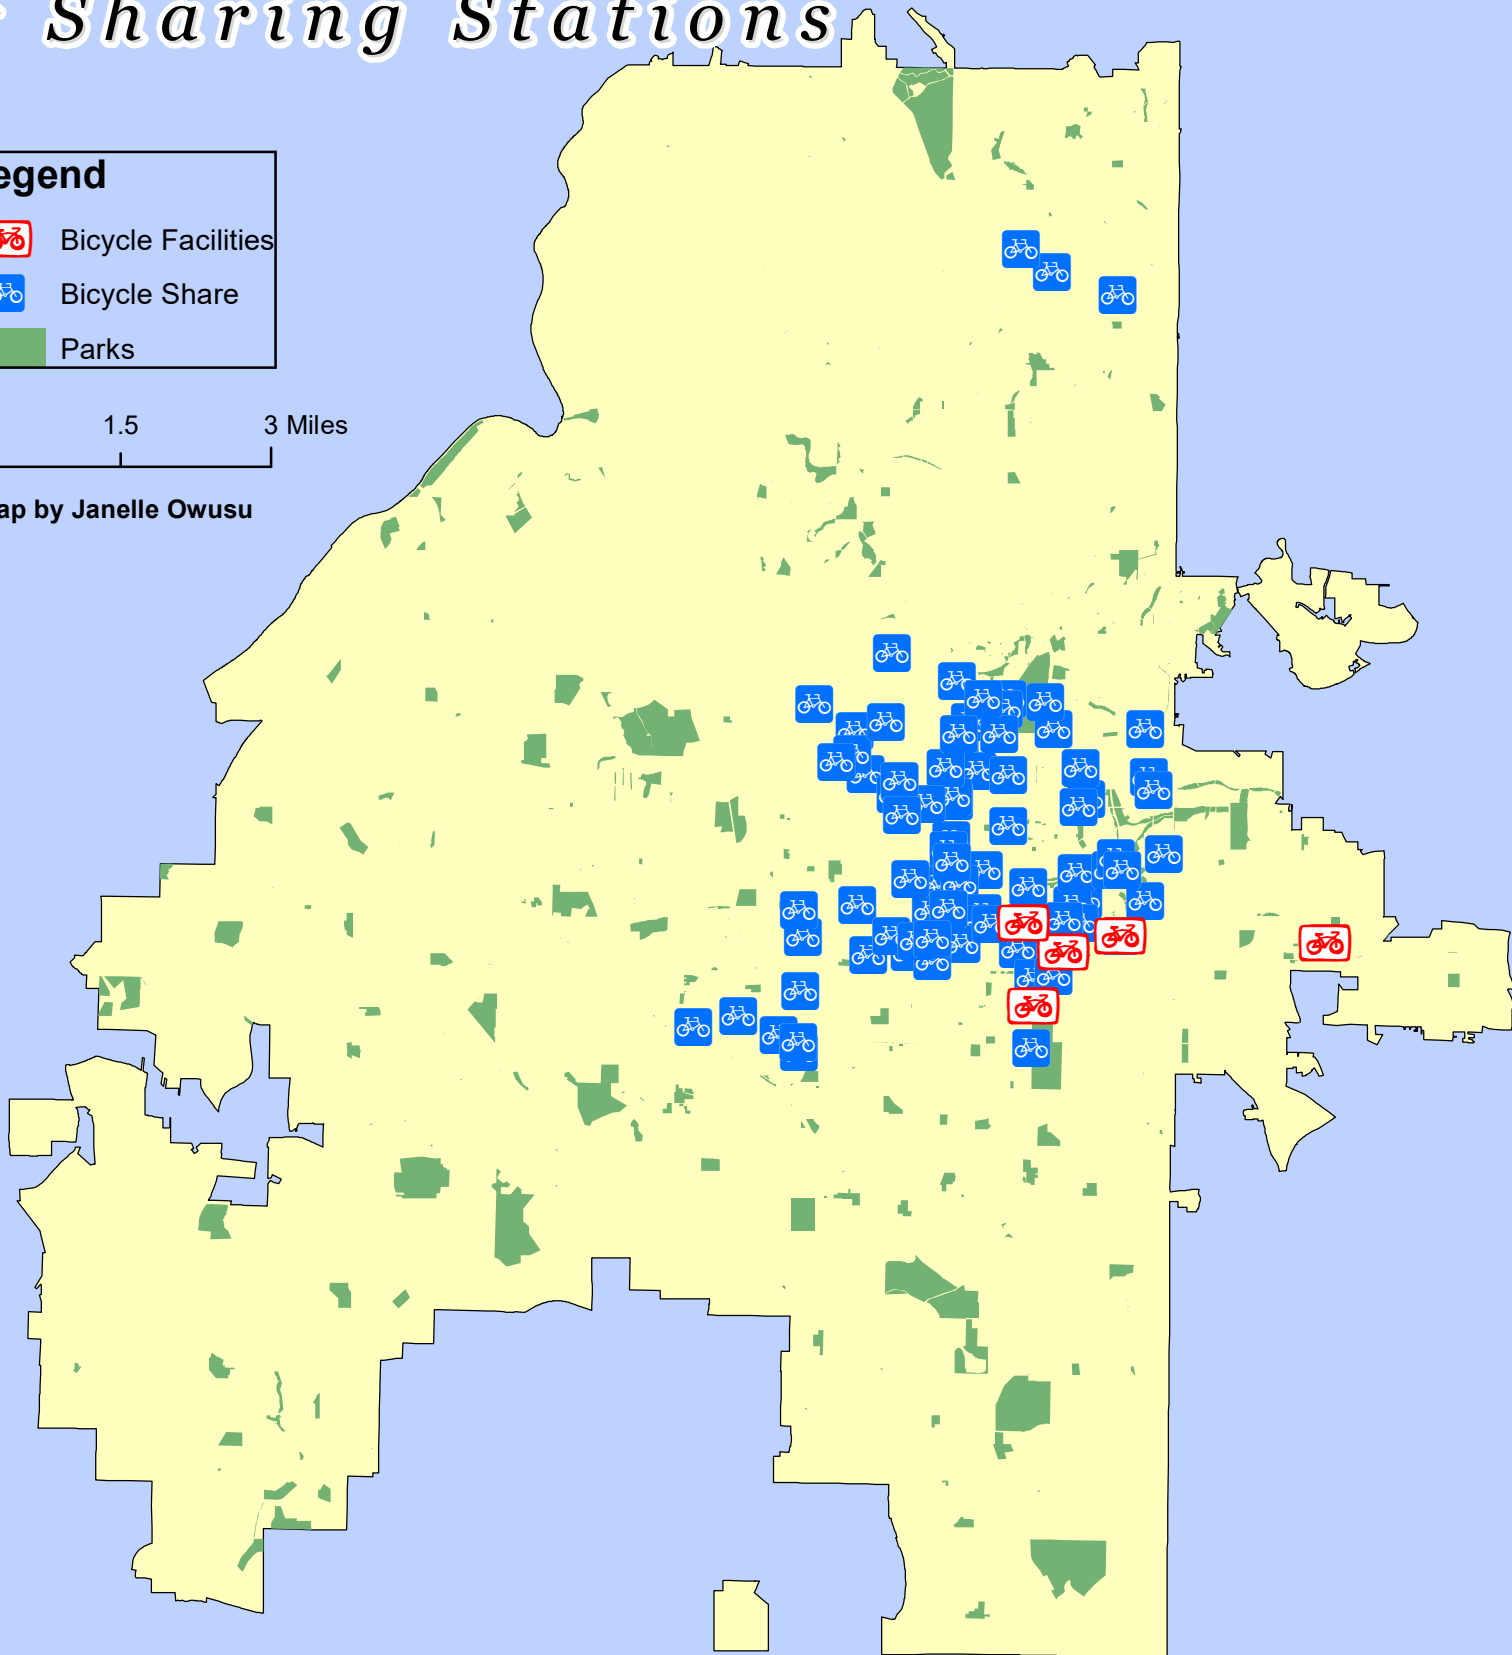 Sharing Stations
egend
Bicycle Facilities
Bicycle Share
Parks
1.5 3 Miles
ap by Janelle Owusu